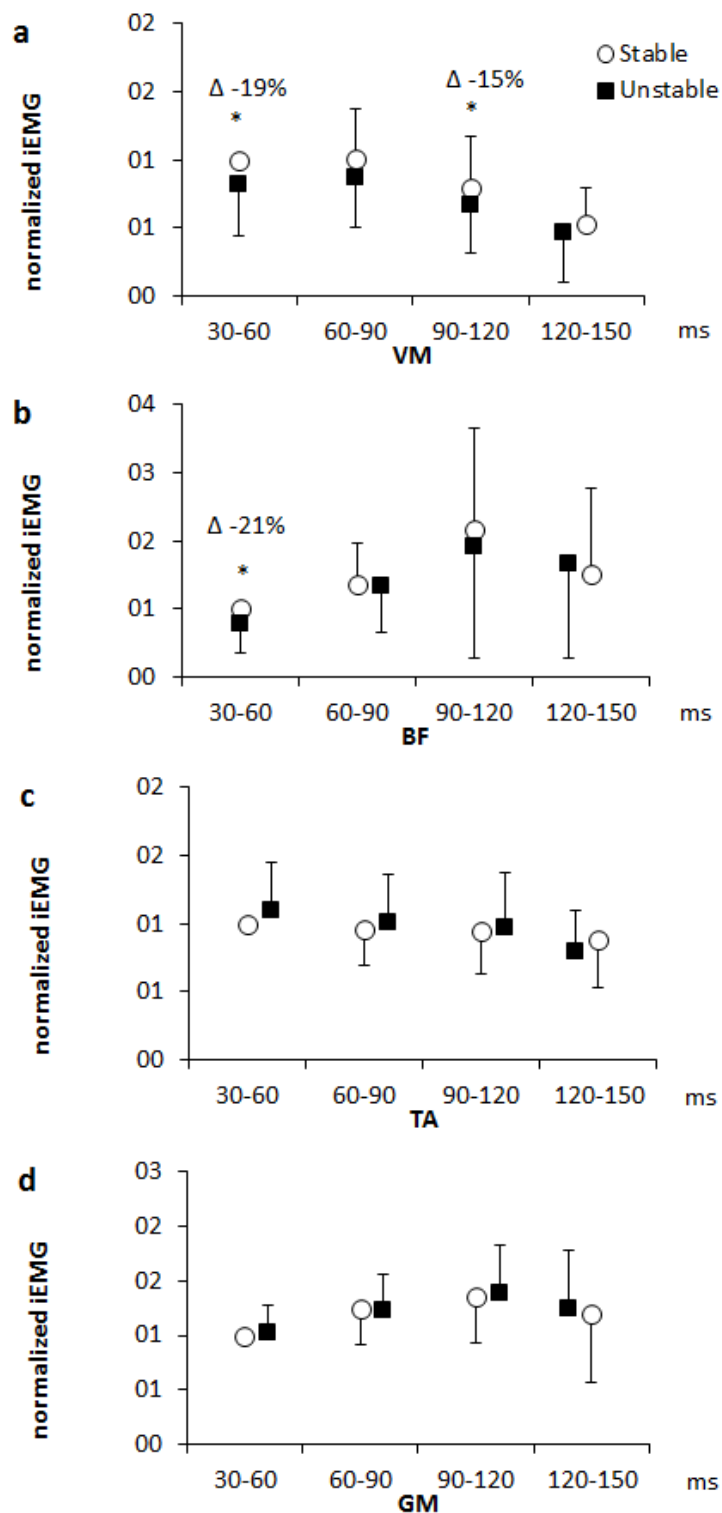 a
normalized iEMG
02
02
01
01
00
Δ -19%
*
Δ -15%
*
Stable
Unstable
30-60 60-90 90-120 120-150 ms
VM
b
normalized iEMG
04
03
02
01
00
Δ -21%
*
30-60 60-90 90-120 120-150 ms
BF
c
normalized iEMG
02
02
01
01
00
30-60 60-90 90-120 120-150 ms
TA
d
normalized iEMG
03
02
02
01
01
00
30-60 60-90 90-120 120-150 ms
GM